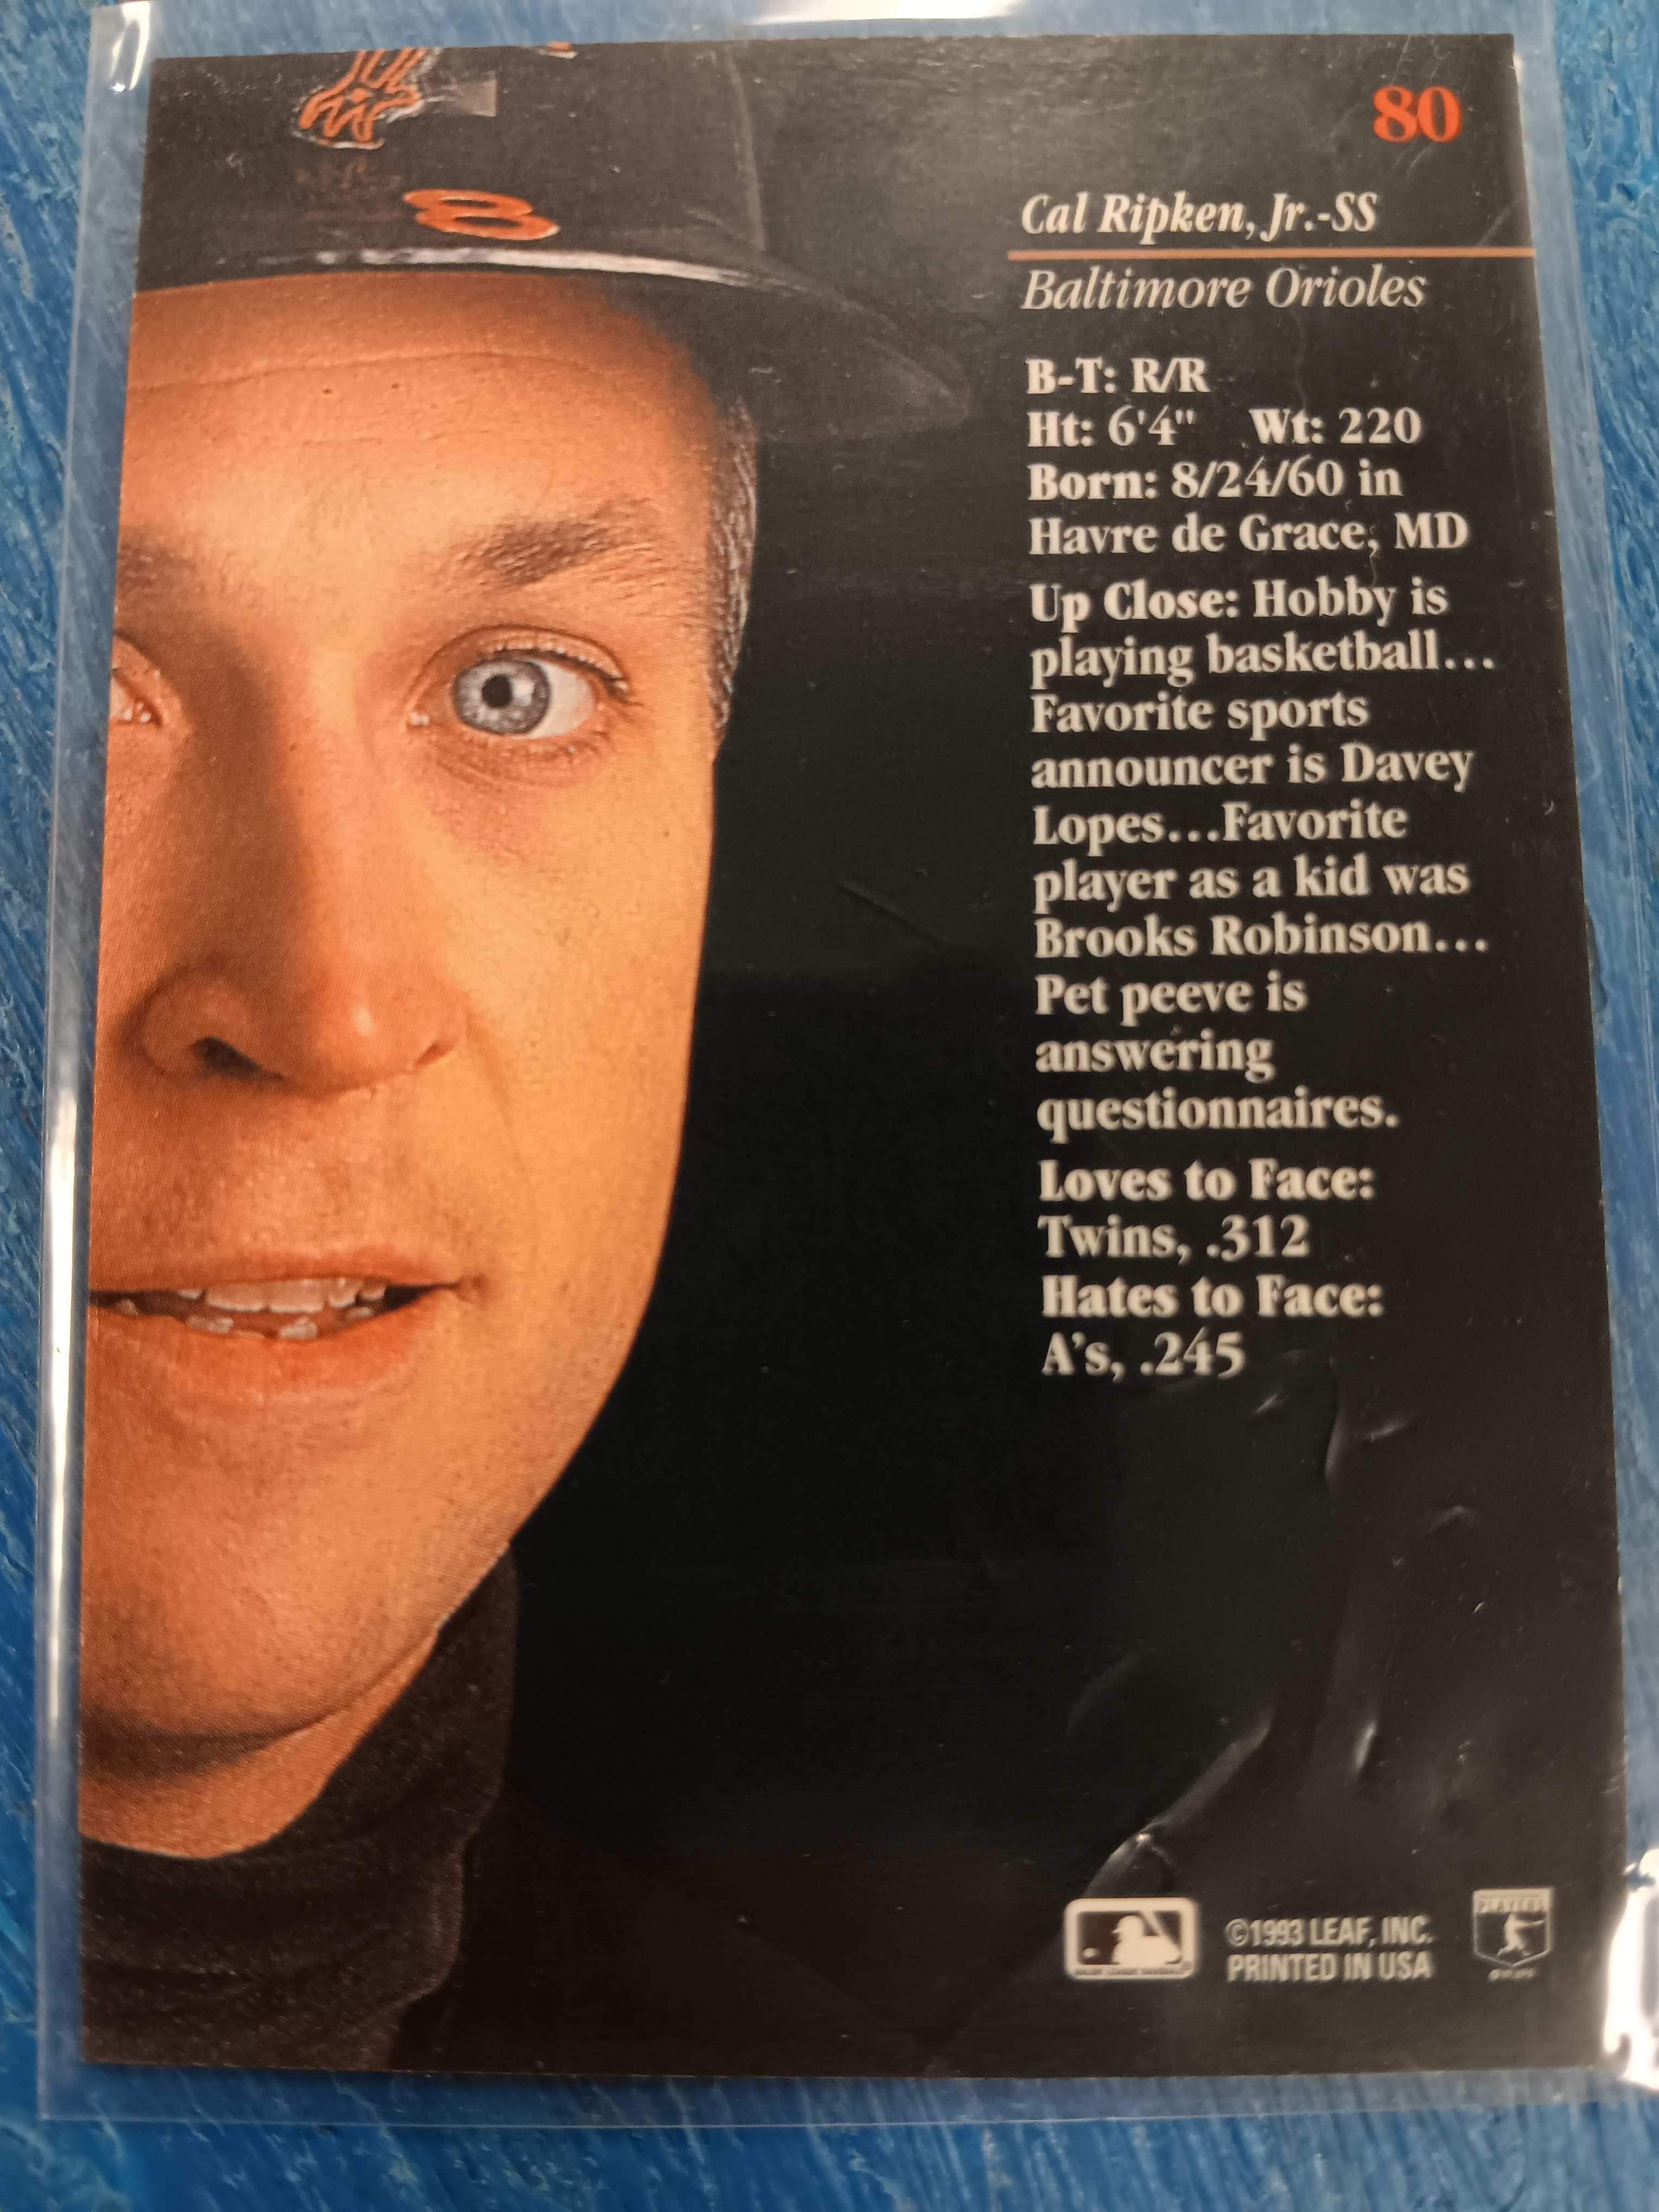 80
8
Cal Ripken, Jr.-SS
Baltimore Orioles
B-T: R/R
Ht: 6'4" Wt: 220
Born: 8/24/60 in
Havre de Grace, MD
Up Close: Hobby is
playing basketball...
Favorite sports
announcer is Davey
Lopes...Favorite
player as a kid was
Brooks Robinson...
Pet peeve is
answering
questionnaires.
Loves to Face:
Twins, .312
Hates to Face:
A's, .245
©1993 LEAF, INC.
PRINTED IN USA
PLAYERS